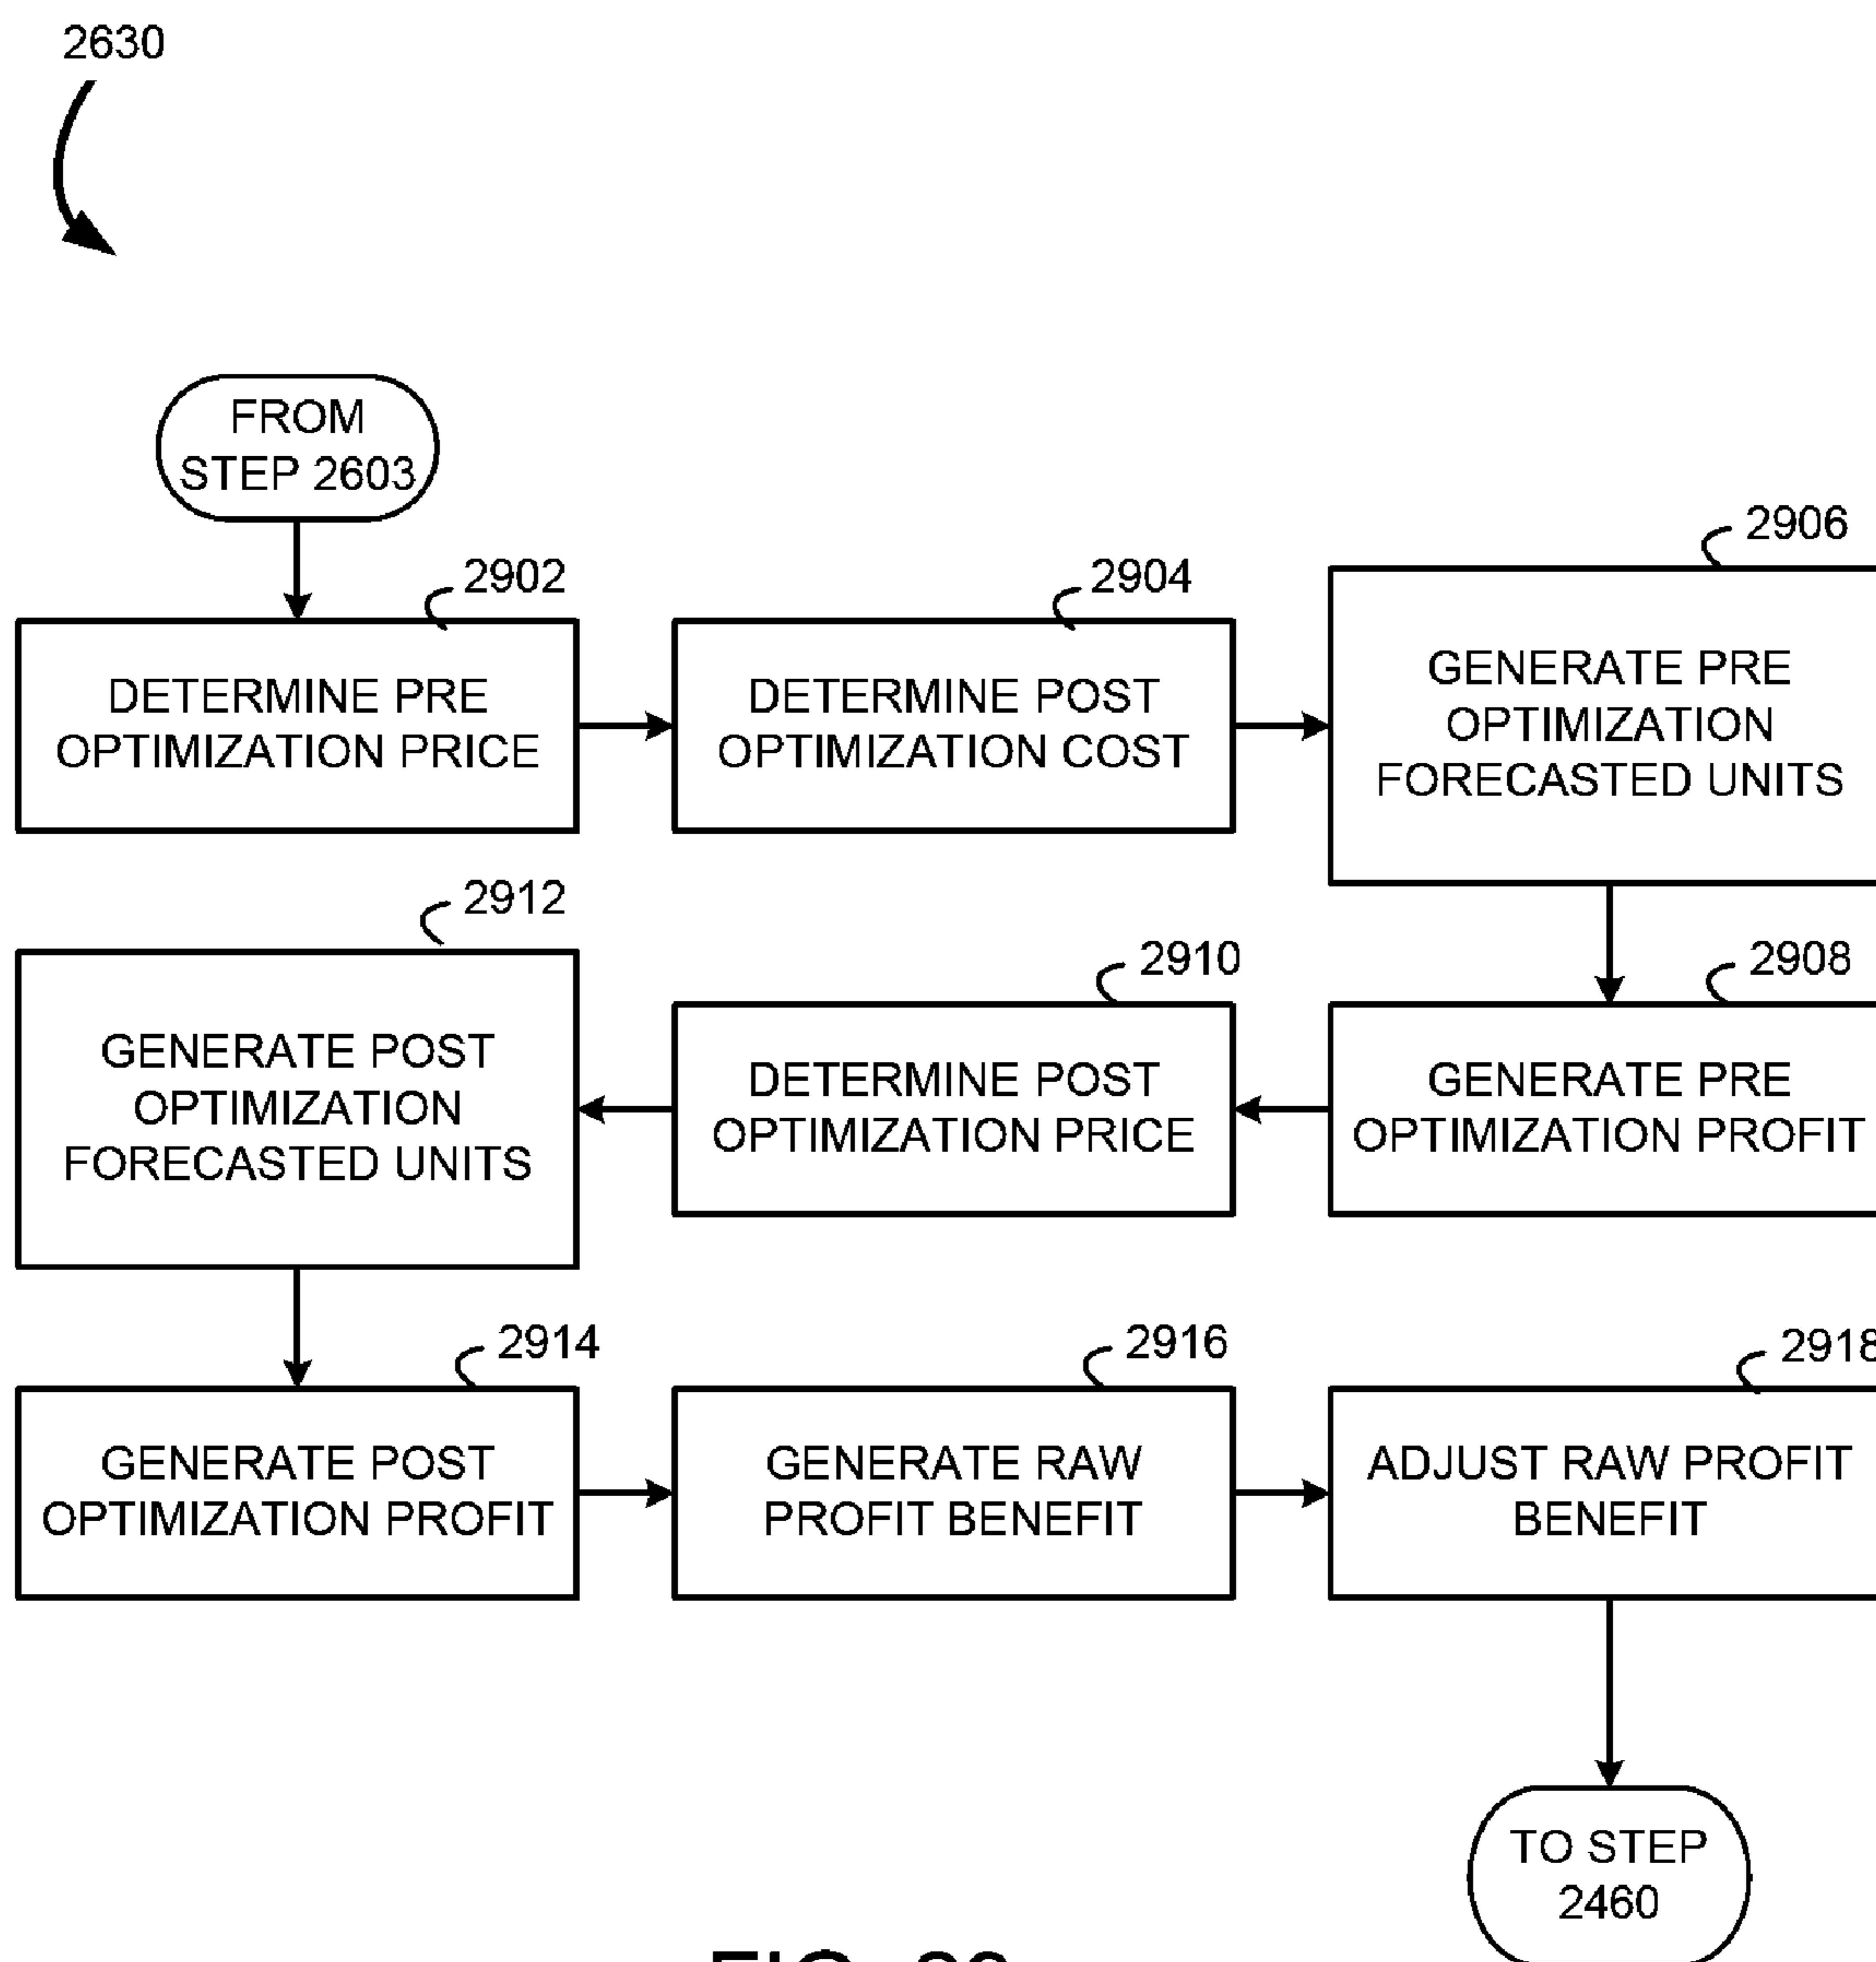 2630
FROM
STEP 2603
2902
DETERMINE PRE
OPTIMIZATION PRICE
2904
DETERMINE POST
OPTIMIZATION COST
2906
GENERATE PRE
OPTIMIZATION
FORECASTED UNITS
2908
GENERATE PRE
OPTIMIZATION PROFIT
2910
DETERMINE POST
OPTIMIZATION PRICE
2912
GENERATE POST
OPTIMIZATION
FORECASTED UNITS
2914
GENERATE POST
OPTIMIZATION PROFIT
2916
GENERATE RAW
PROFIT BENEFIT
2918
ADJUST RAW PROFIT
BENEFIT
TO STEP
2460
FIG.